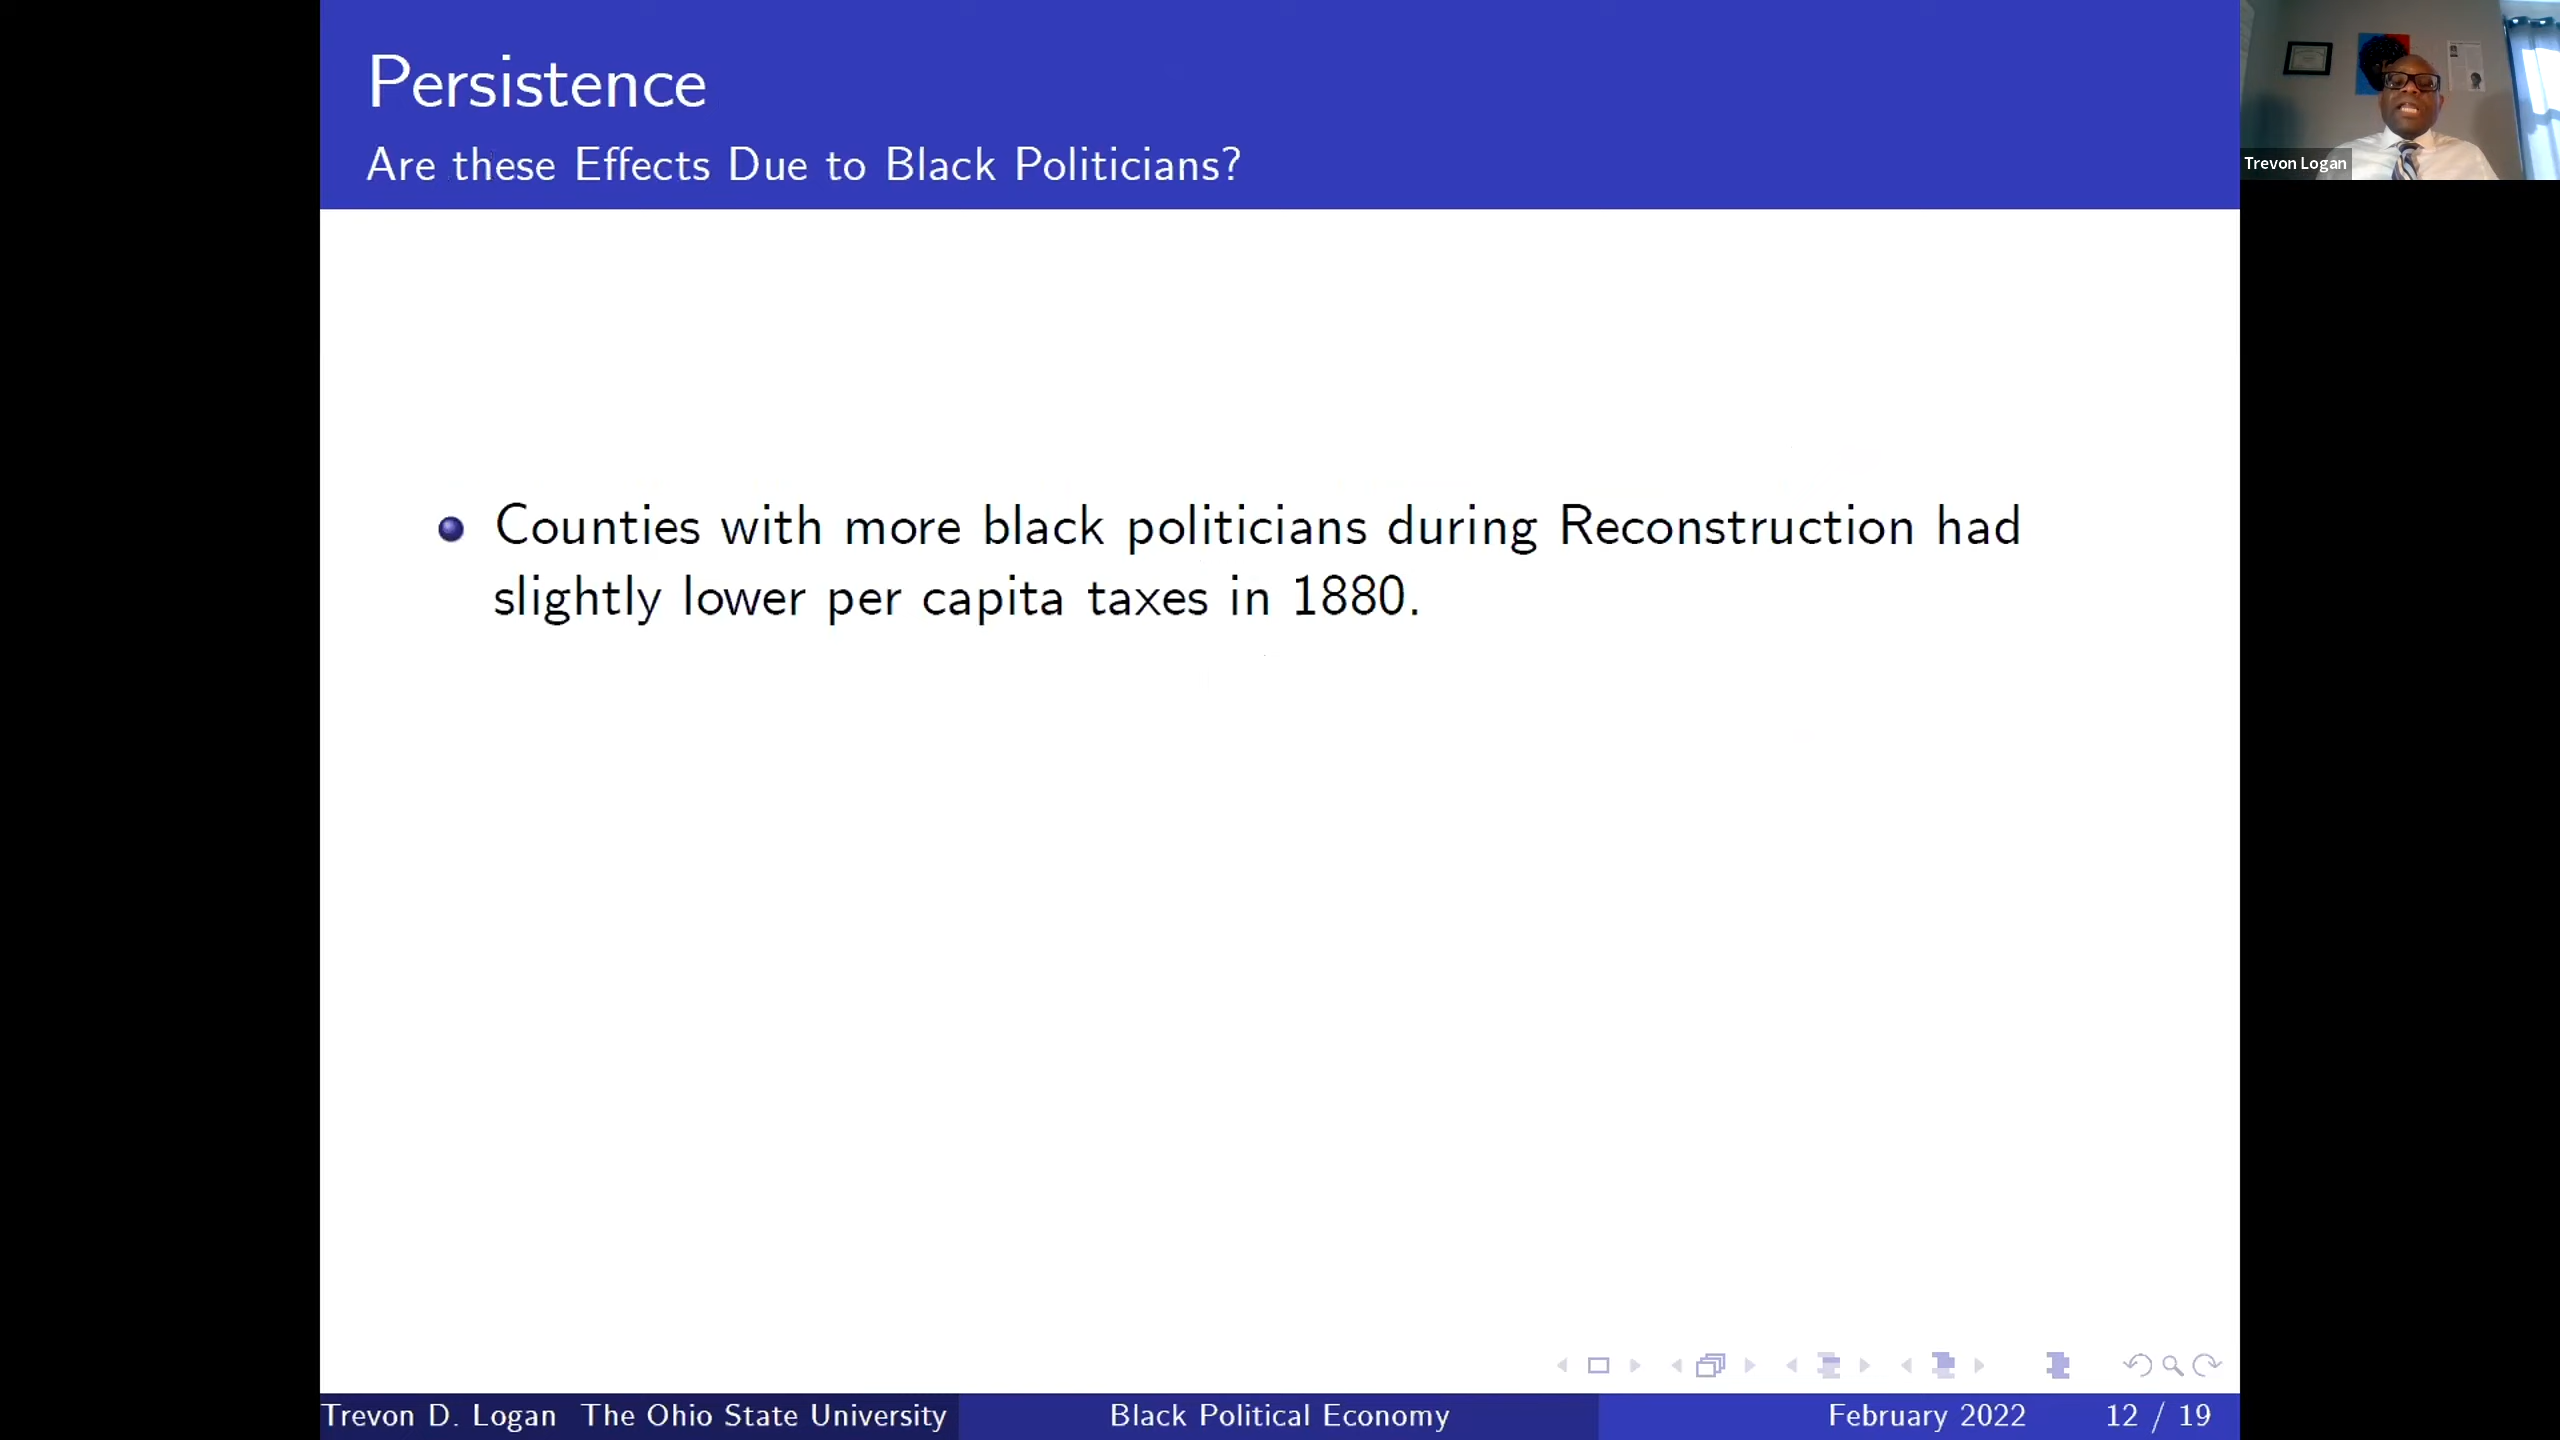 Persistence
Are these Effects Due to Black Politicians?
Trevon Logan
Counties with more black politicians during Reconstruction had
slightly lower per capita taxes in 1880.
Trevon D. Logan The Ohio State University
Black Political Economy
February 2022
12 / 19